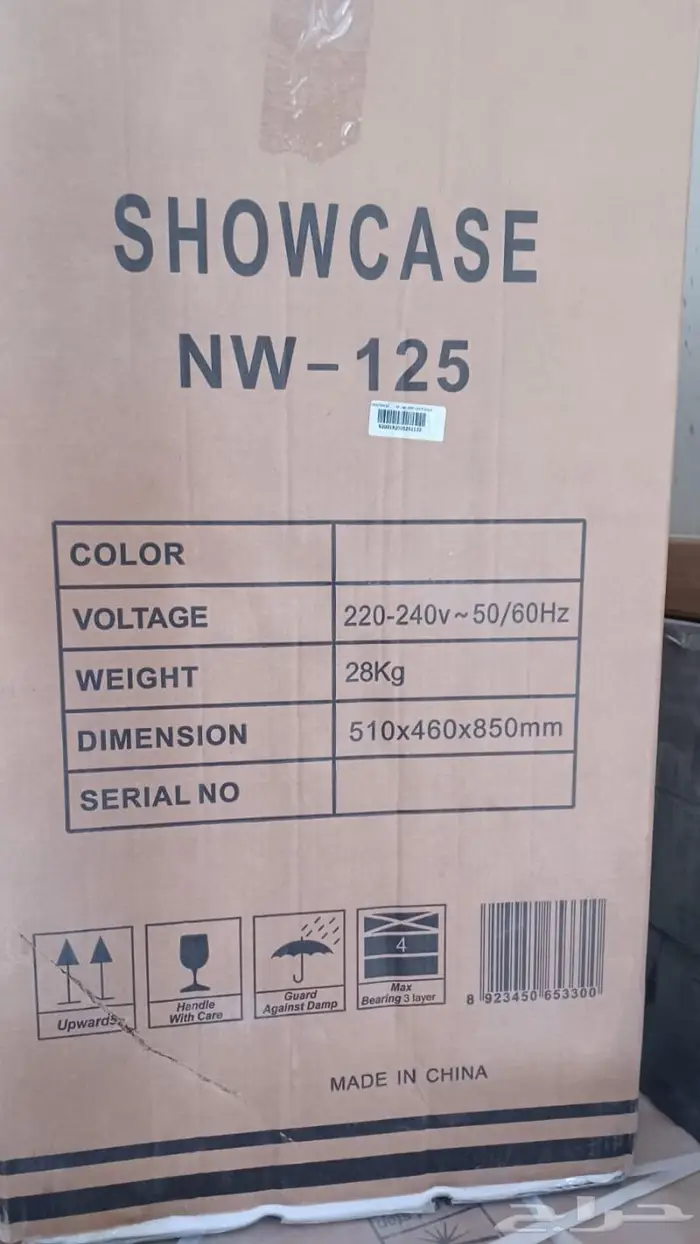 SHOWCASE
NW-125
COLOR
VOLTAGE 220-240v~50/60Hz
WEIGHT 28Kg
DIMENSION 510x460x850mm
SERIAL NO
4
Upwards
Handle
With Care
Guard
Against Damp
Max
Bearing 3 layer
8 923450 653300
MADE IN CHINA
حراج